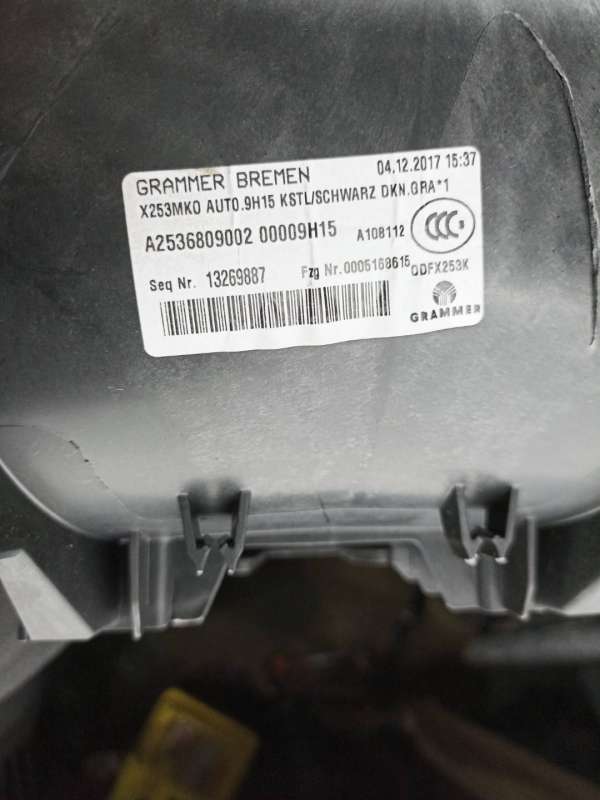 GRAMMER BREMEN 04.12.2017 15:37
X253MKO AUTO.9H15 KSTL/SCHWARZ DKN.GRA*1
A2536809002 00009H15 A108112
Seq Nr. 13269887 Fzg Nr.0005168615 ODFX253K
GRAMMER